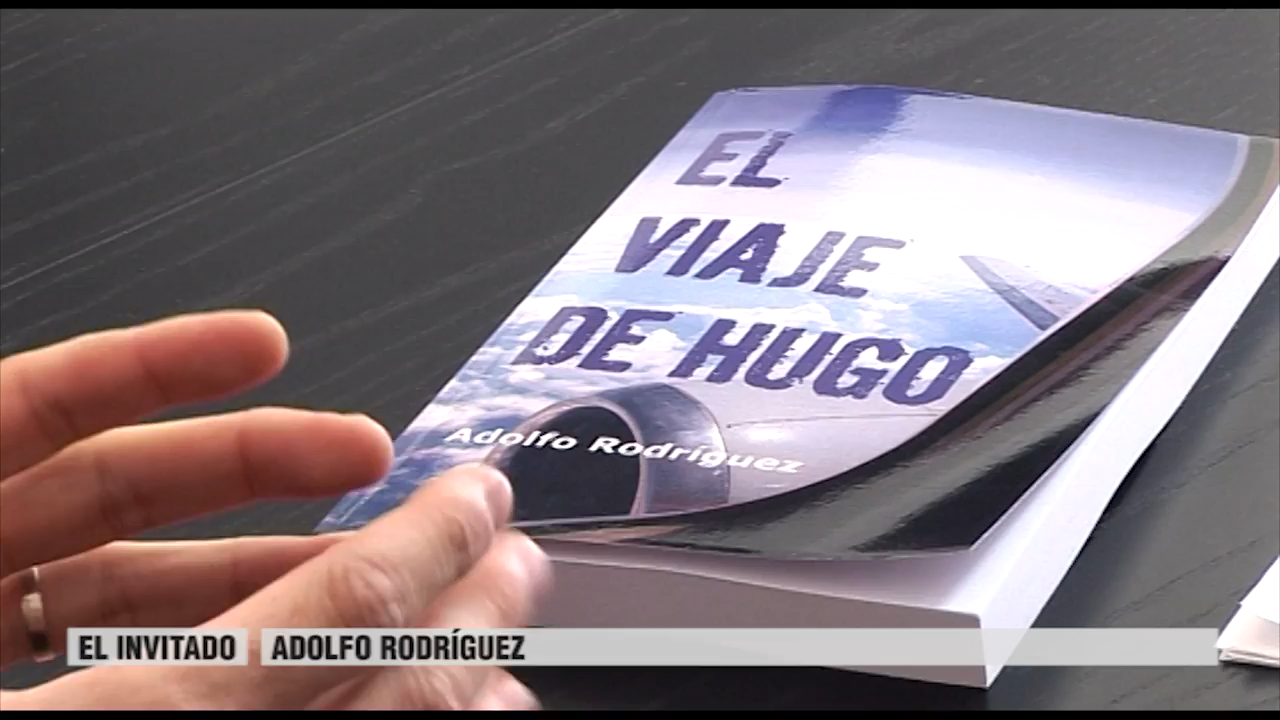 EL
VIAJE
DE HUGO
Adolfo Rodríguez
EL INVITADO ADOLFO RODRÍGUEZ